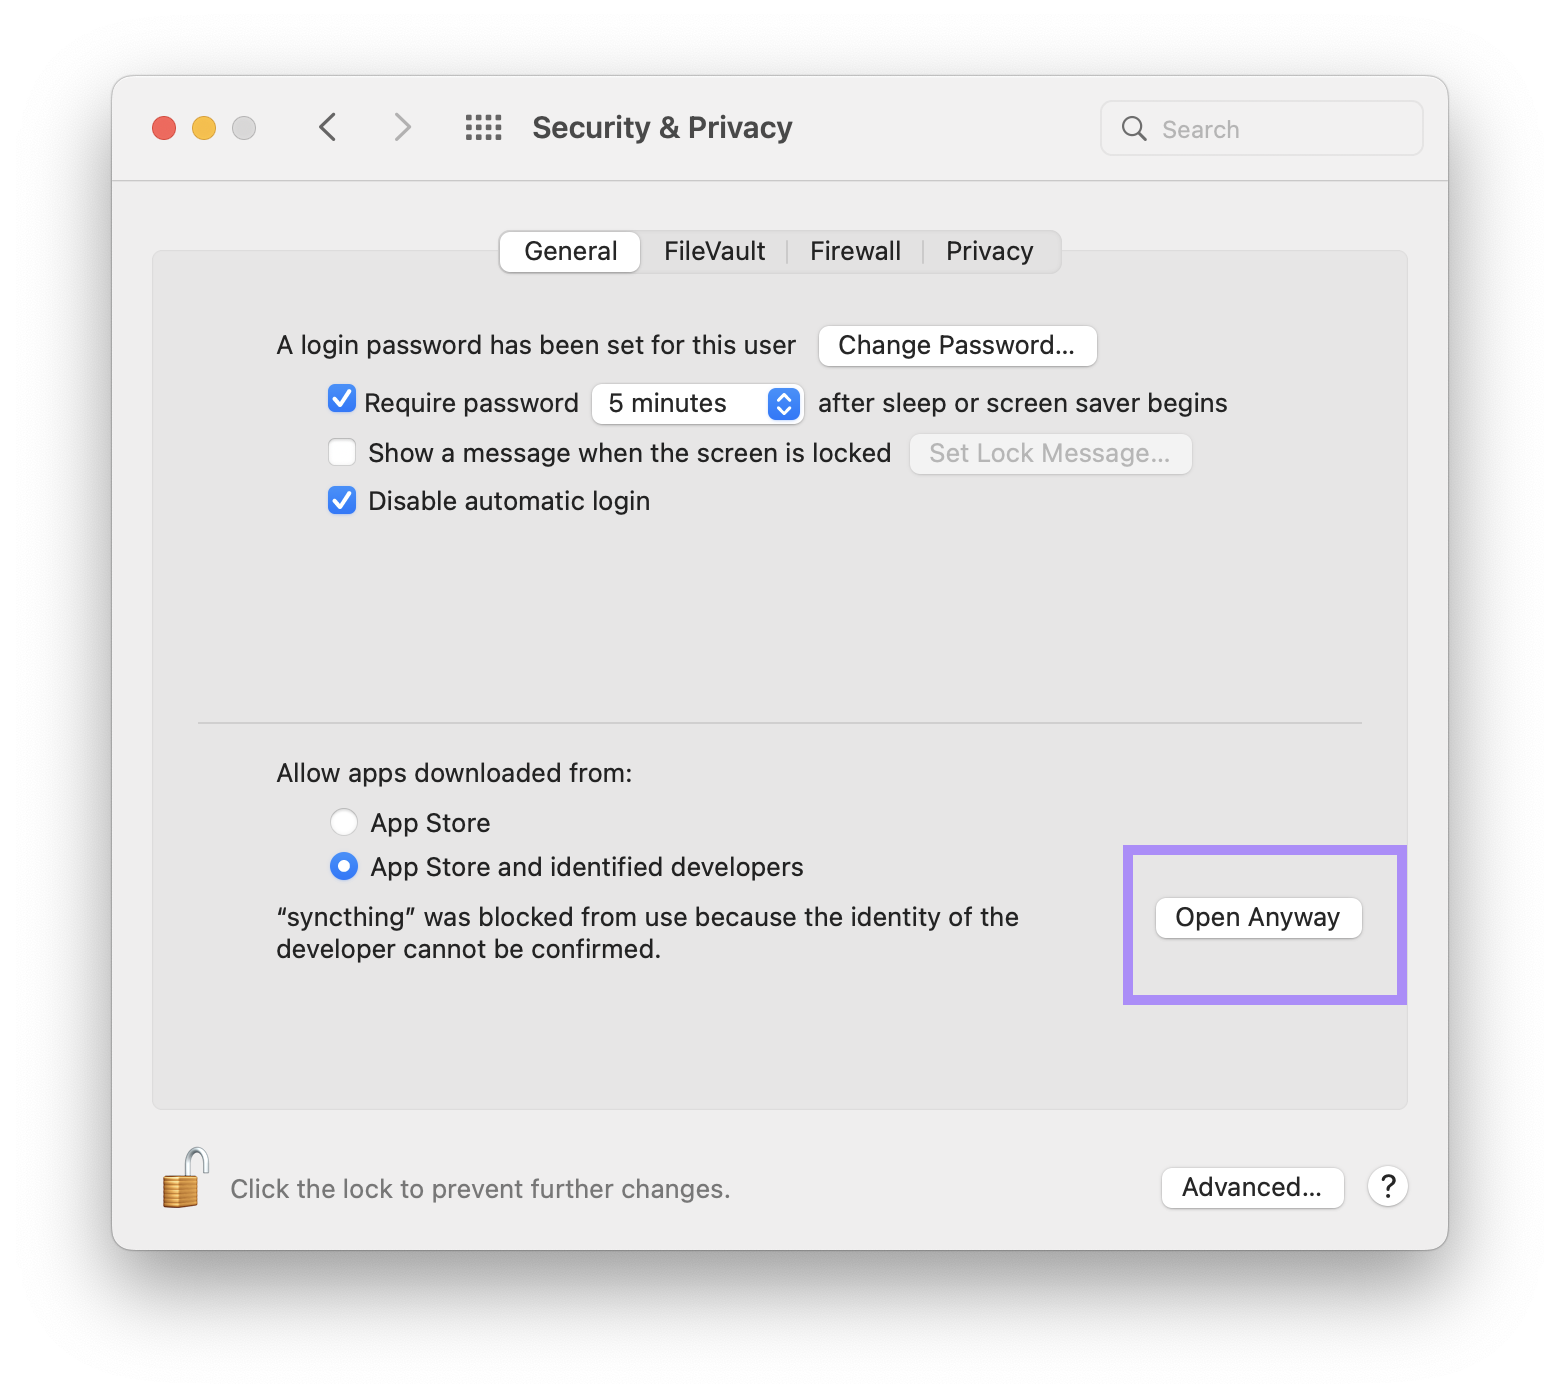 Security & Privacy
Search
General
FileVault
Firewall
Privacy
A login password has been set for this user
Change Password...
Require password
5 minutes
after sleep or screen saver begins
Show a message when the screen is locked
Set Lock Message...
Disable automatic login
Allow apps downloaded from:
App Store
App Store and identified developers
“syncthing” was blocked from use because the identity of the
developer cannot be confirmed.
Open Anyway
Click the lock to prevent further changes.
Advanced...
?